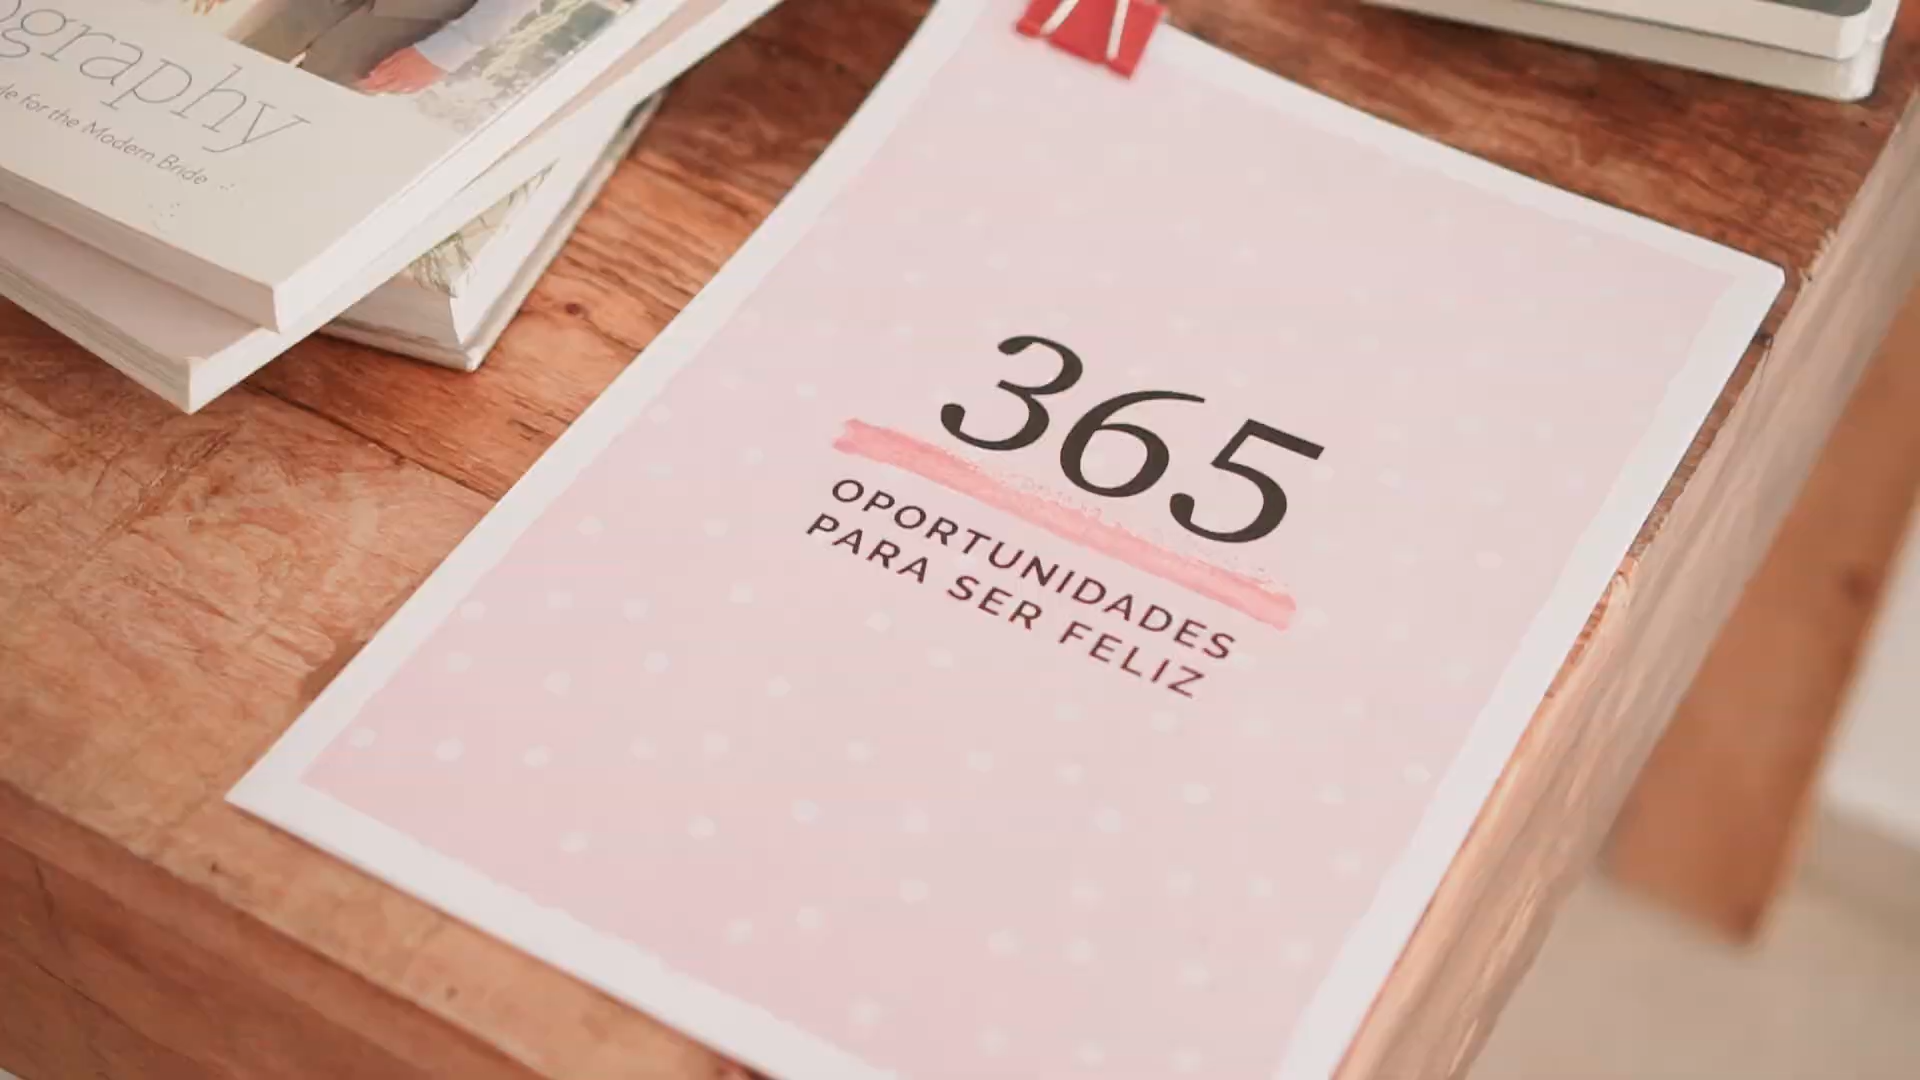 ography
de for the Modern Bride
365
OPORTUNIDADES
PARA SER FELIZ